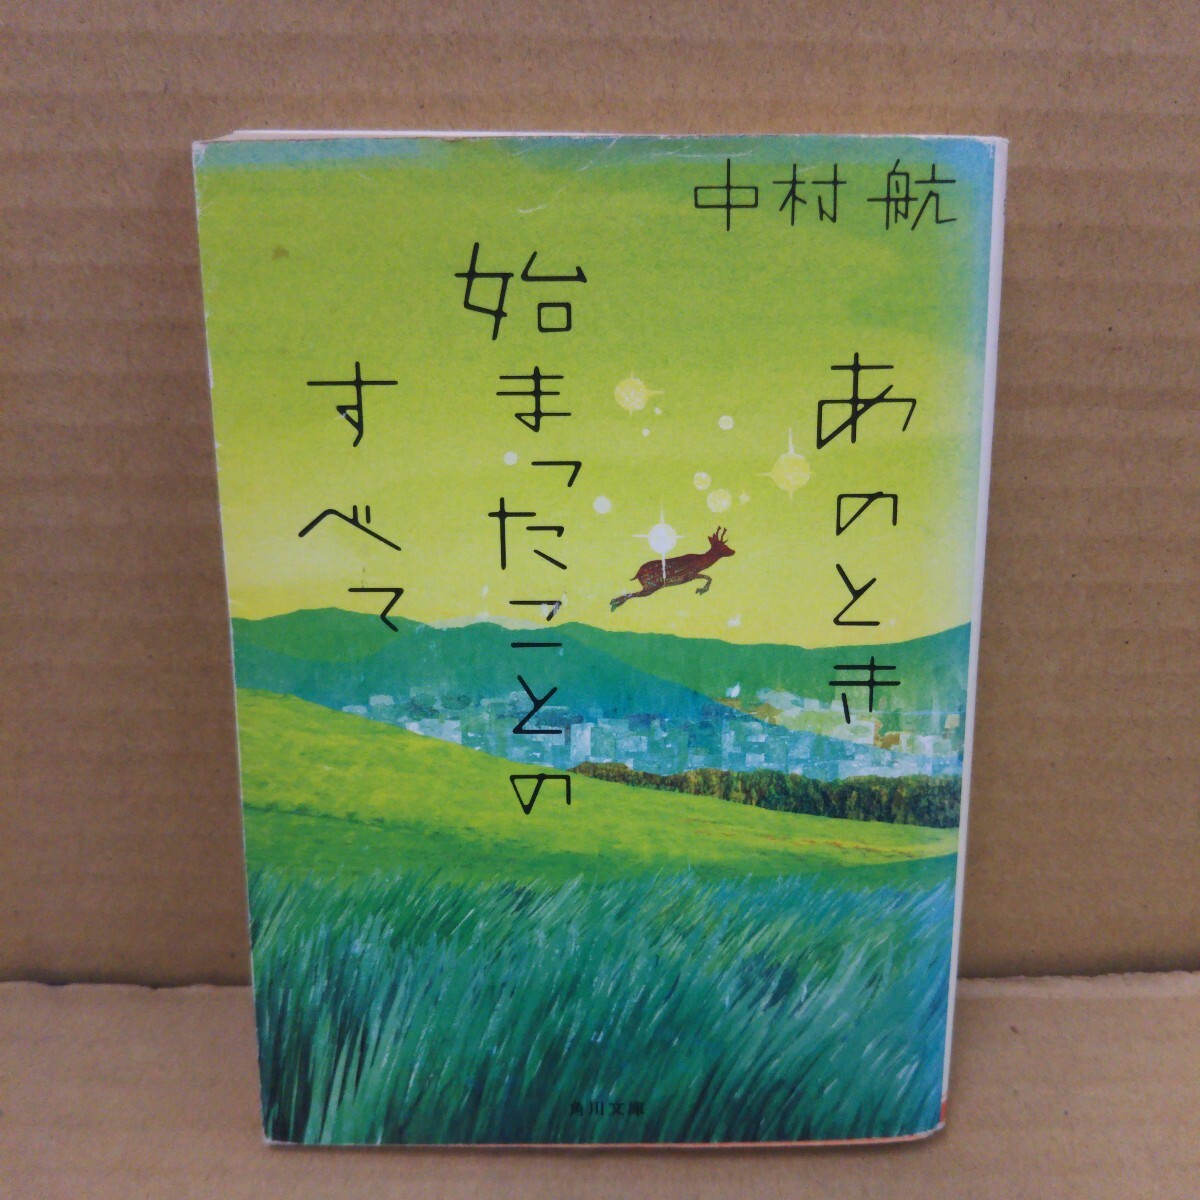 中村 航
あのとき
始まったことの
すべて
角川文庫